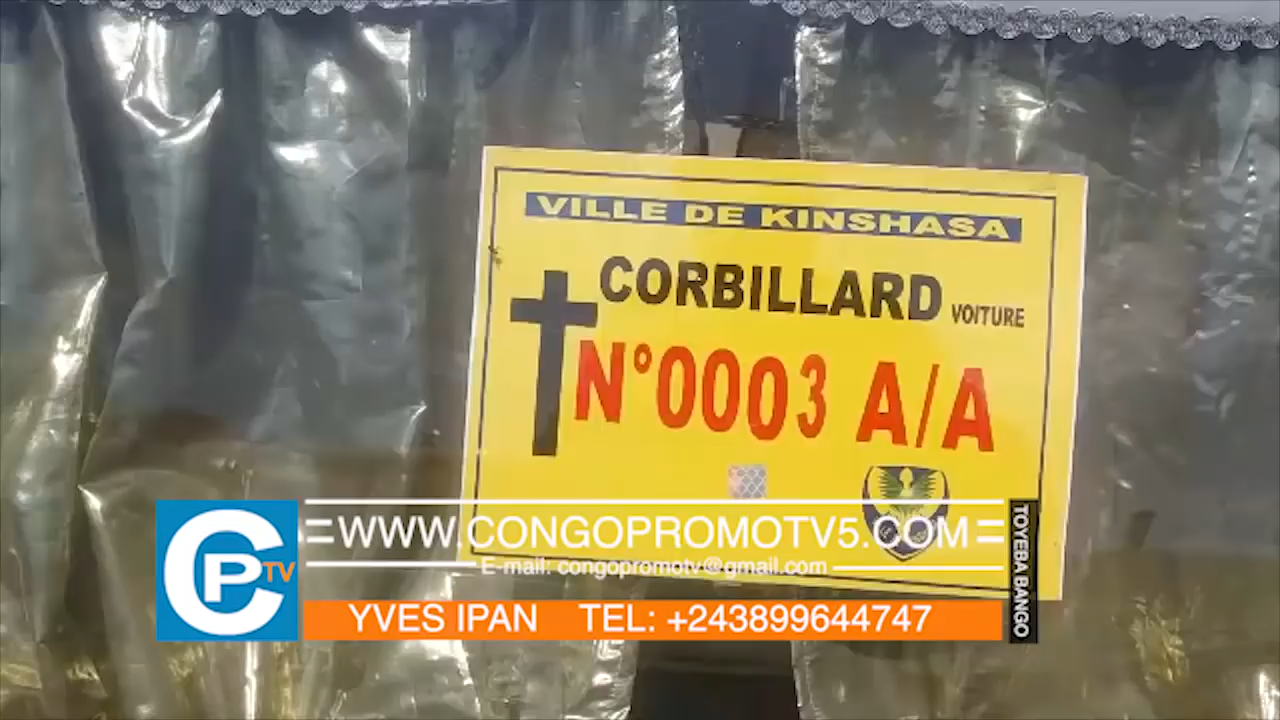 VILLE DE KINSHASA
CORBILLARD VOITURE
N°0003 A/A
CPTV
=WWW.CONGOPROMOTV5.COM=
E-mail: congopromotv@gmail.com
YVES IPAN TEL: +243899644747
TOYEBA BANGO